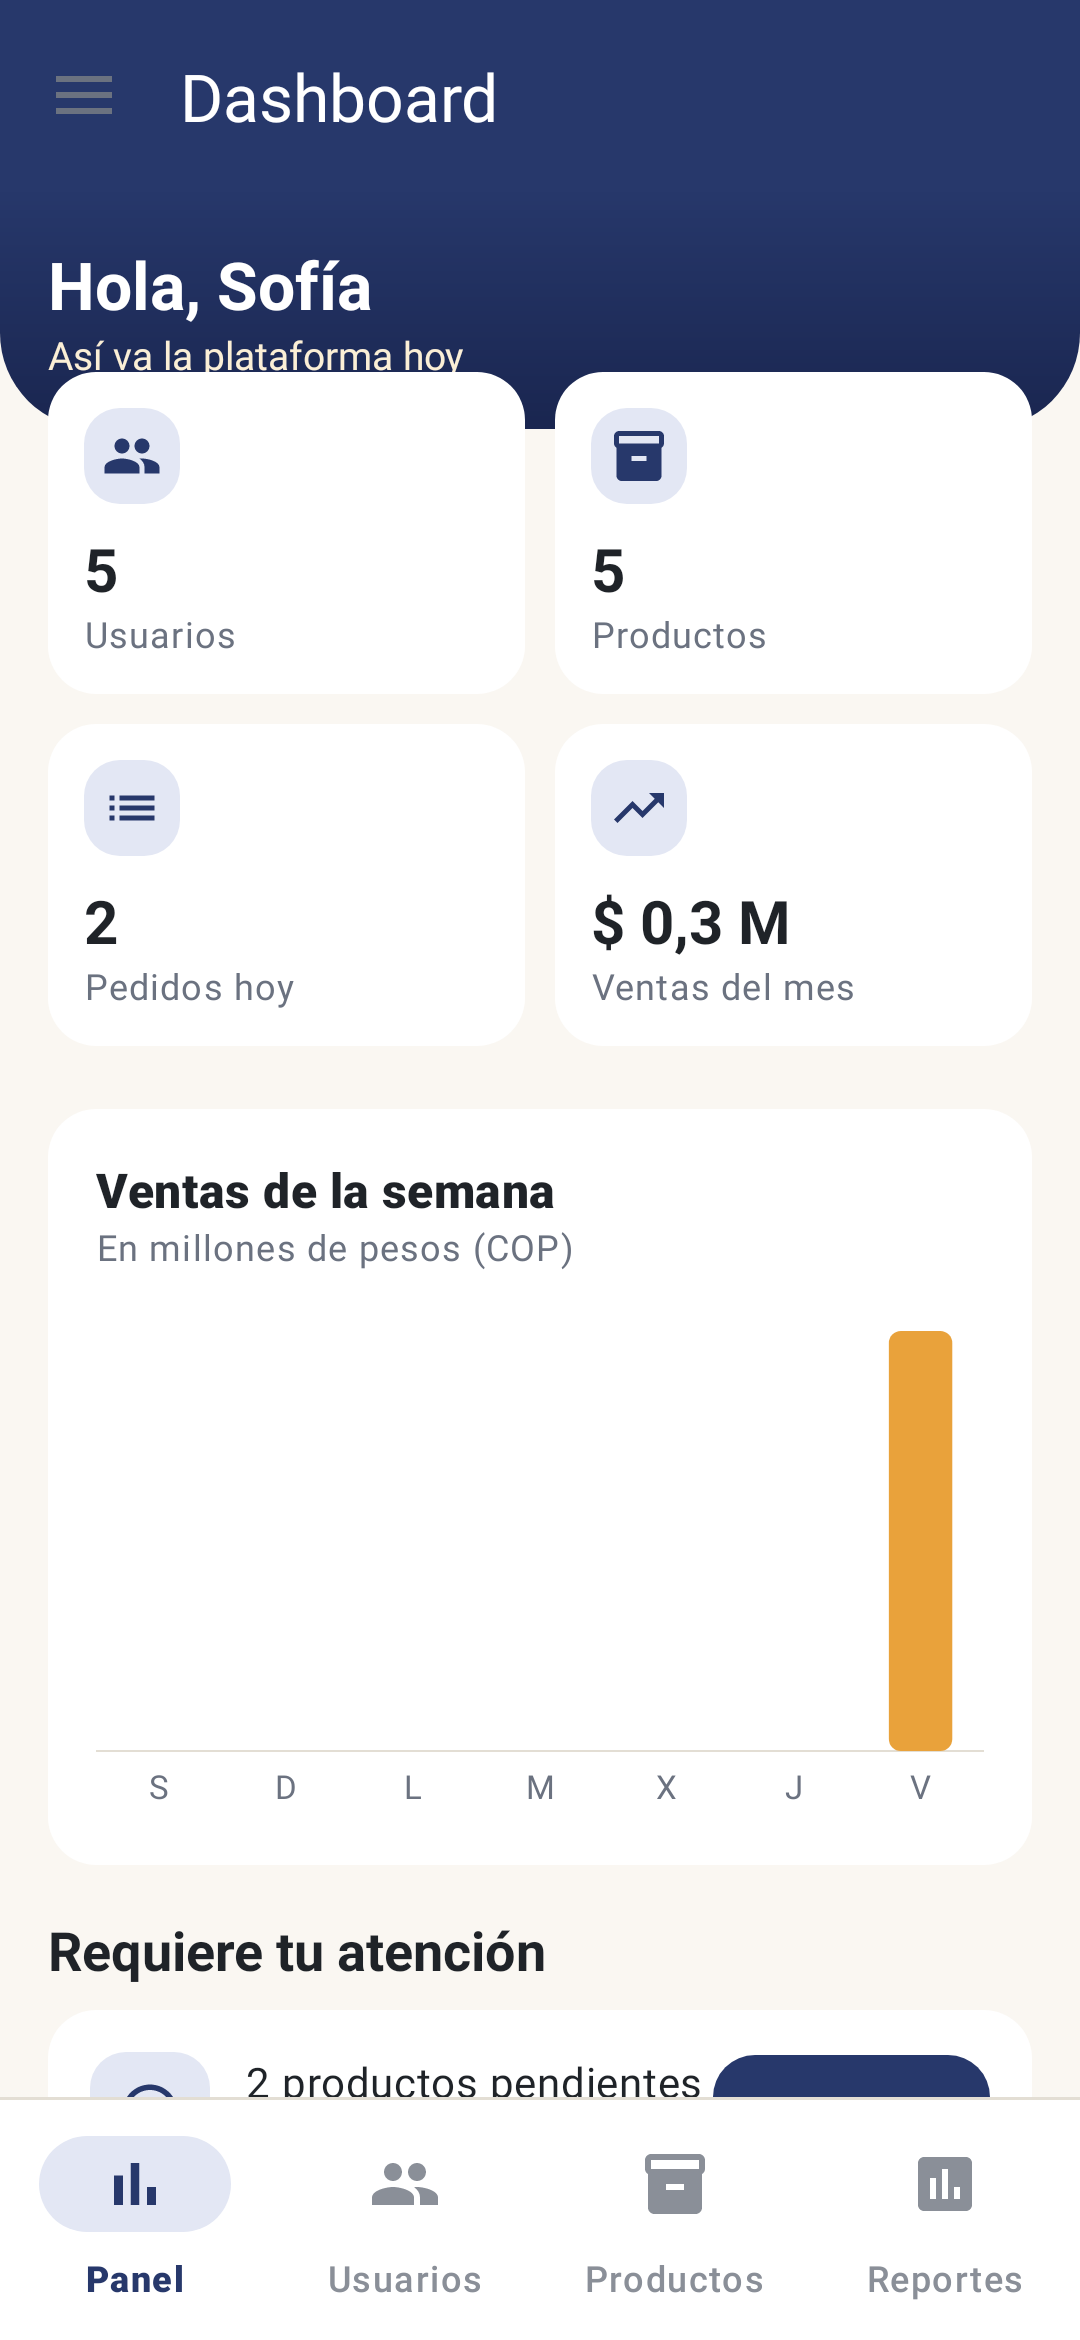 Dashboard
Hola, Sofía
Así va la plataforma hoy
5
Usuarios
5
Productos
2
Pedidos hoy
$ 0,3 M
Ventas del mes
Ventas de la semana
En millones de pesos (COP)
S D L M X J V
Requiere tu atención
2 productos pendientes
Panel
Usuarios
Productos
Reportes